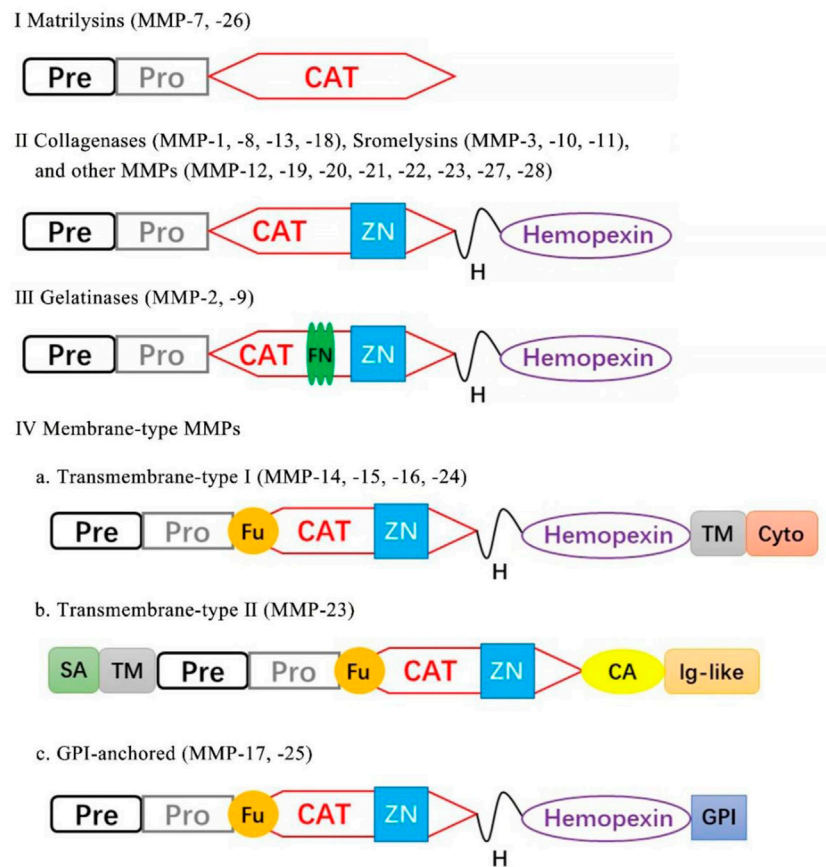 I Matrilysins (MMP-7, -26)
Pre Pro CAT
II Collagenases (MMP-1, -8, -13, -18), Sromelysins (MMP-3, -10, -11),
and other MMPs (MMP-12, -19, -20, -21, -22, -23, -27, -28)
Pre Pro CAT ZN Hemopexin
H
III Gelatinases (MMP-2, -9)
Pre Pro CAT FN ZN Hemopexin
H
IV Membrane-type MMPs
a. Transmembrane-type I (MMP-14, -15, -16, -24)
Pre Pro Fu CAT ZN Hemopexin TM Cyto
H
b. Transmembrane-type II (MMP-23)
SA TM Pre Pro Fu CAT ZN CA Ig-like
c. GPI-anchored (MMP-17, -25)
Pre Pro Fu CAT ZN Hemopexin GPI
H